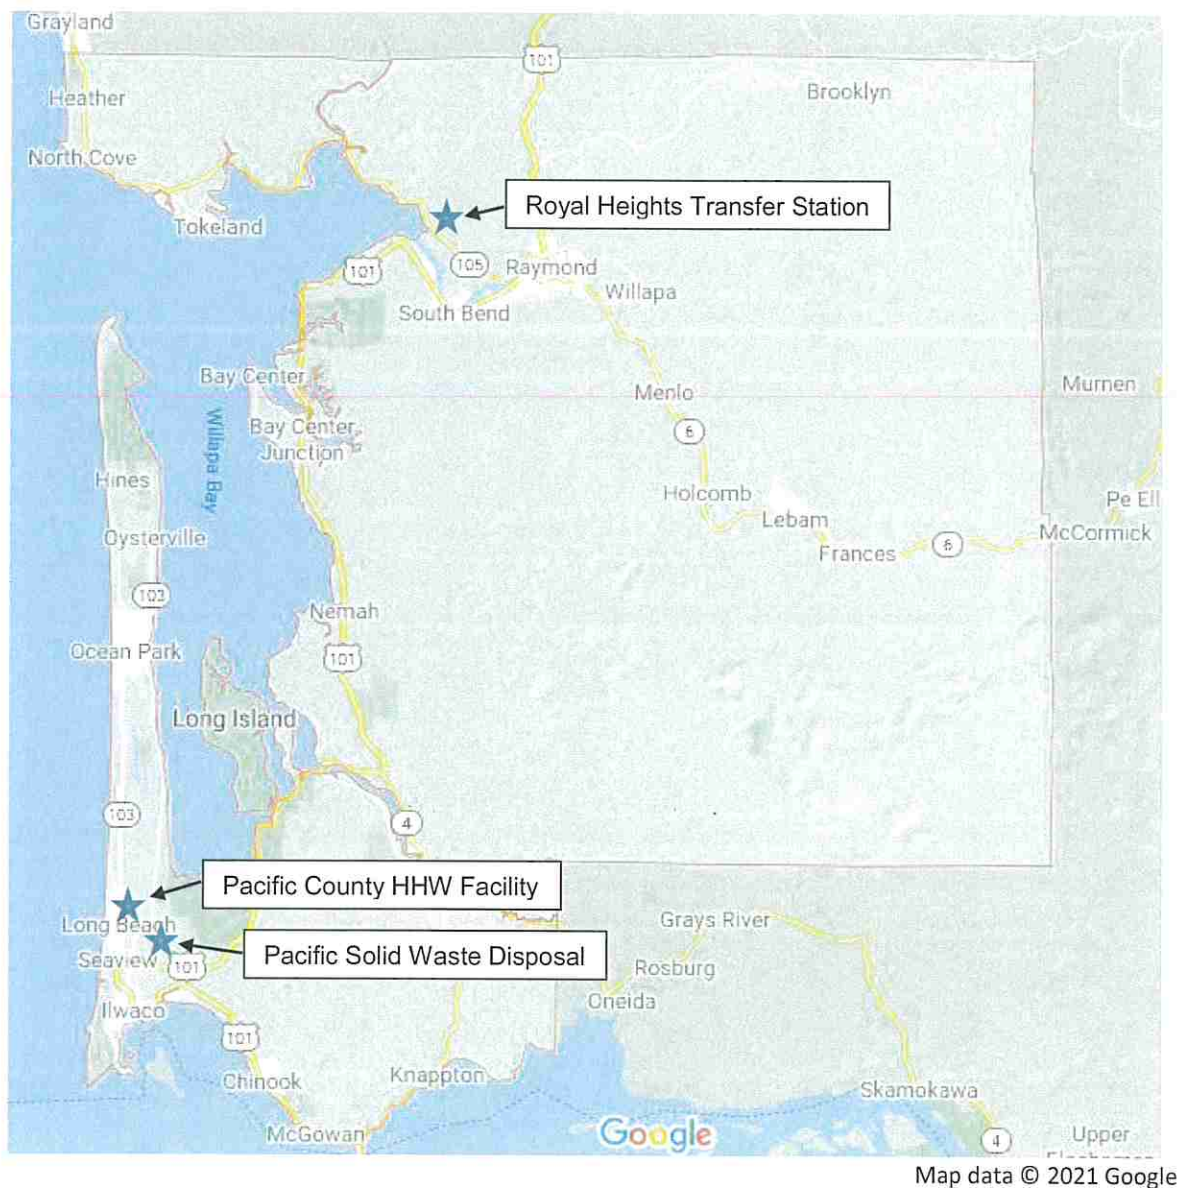 Grayland
101
Brooklyn
Heather
North Cove
Tokeland
Royal Heights Transfer Station
105
Raymond
101
Willapa
South Bend
Bay Center
Menlo
Murnen
Willapa Bay
Bay Center
Junction
6
Hines
Holcomb
Pe Ell
Lebam
Oysterville
McCormick
6
Frances
103
Nemah
Ocean Park
101
Long Island
103
4
Pacific County HHW Facility
Long Beach
Grays River
Pacific Solid Waste Disposal
Seaview
101
Rosburg
Oneida
Ilwaco
101
Chinook
Knappton
Skamokawa
McGowan
Google
4
Upper
Map data © 2021 Google